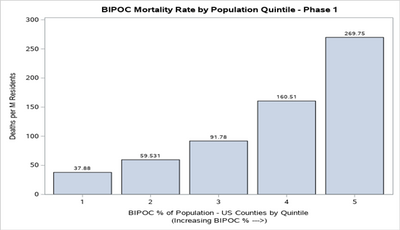 BIPOC Mortality Rate by Population Quintile - Phase 1
Deaths per M Residents
300
250
200
150
100
50
0
37.88
59.531
91.78
160.51
269.75
1 2 3 4 5
BIPOC % of Population - US Counties by Quintile
(Increasing BIPOC % --->)